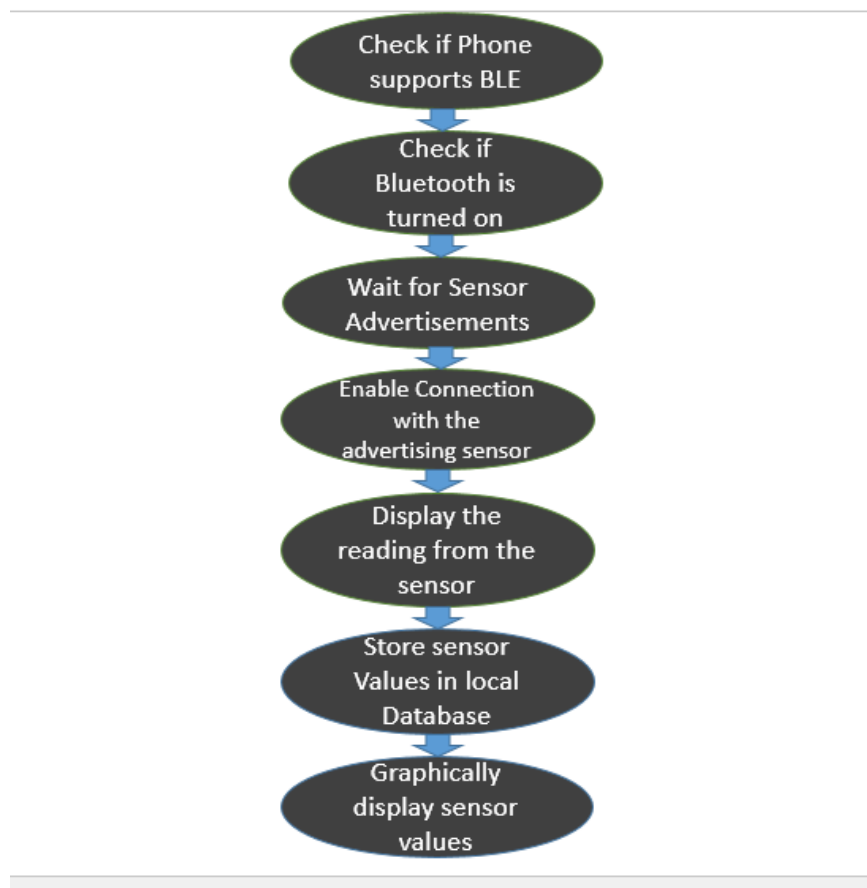 Check if Phone
supports BLE
Check if
Bluetooth is
turned on
Wait for Sensor
Advertisements
Enable Connection
with the
advertising sensor
Display the
reading from the
sensor
Store sensor
Values in local
Database
Graphically
display sensor
values